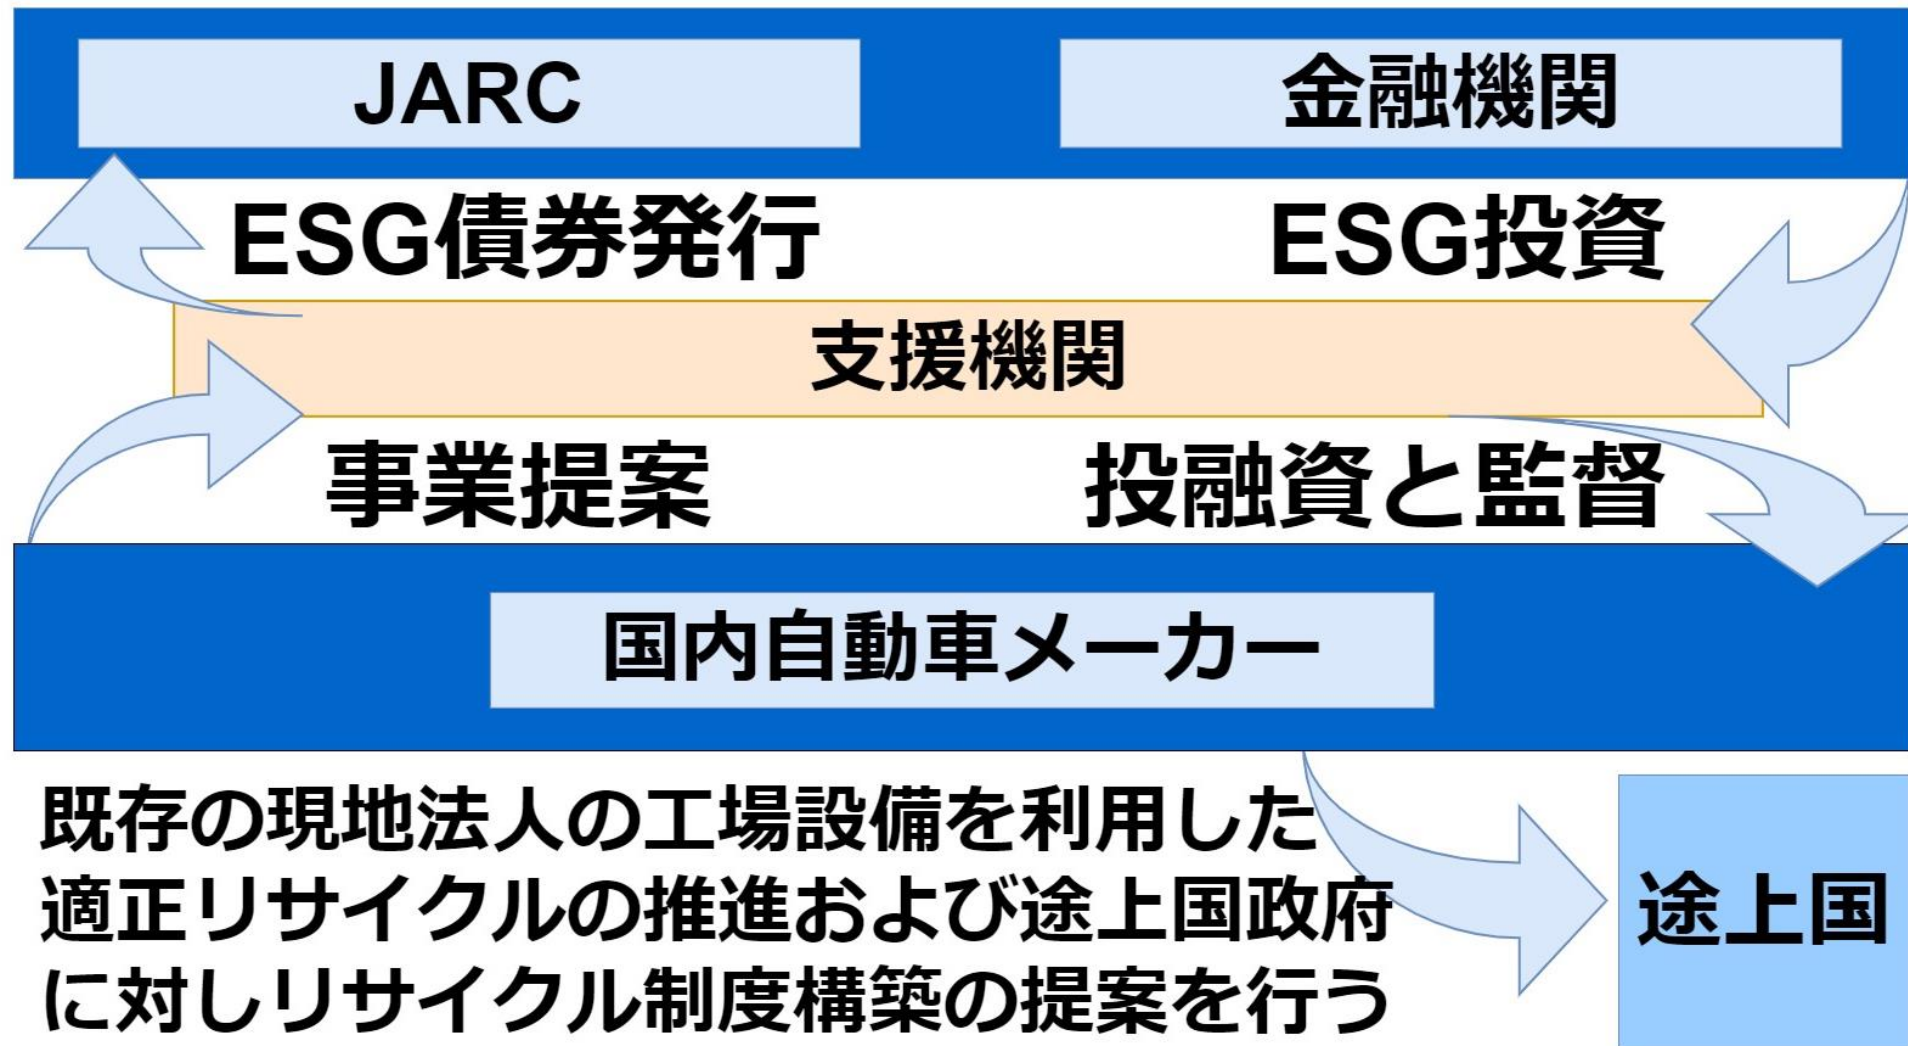 JARC
金融機関
ESG債券発行
ESG投資
支援機関
事業提案
投融資と監督
国内自動車メーカー
既存の現地法人の工場設備を利用した
適正リサイクルの推進および途上国政府
に対しリサイクル制度構築の提案を行う
途上国